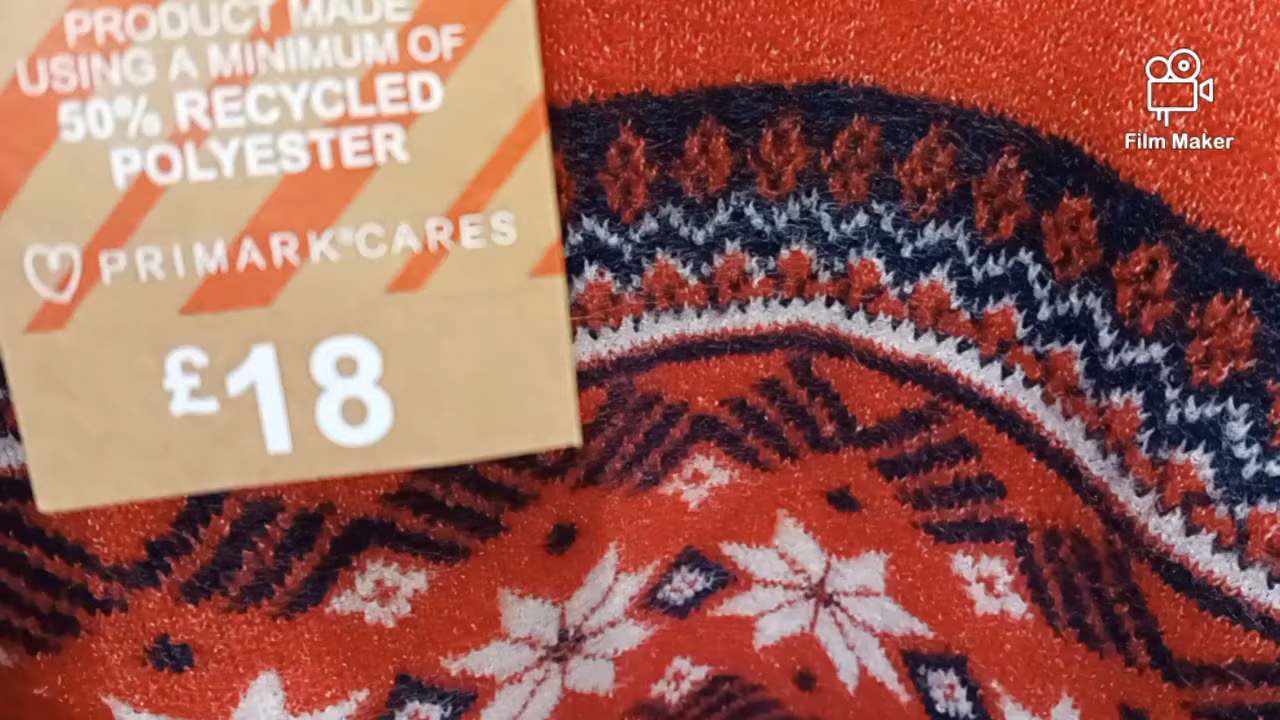 PRODUCT MADE
USING A MINIMUM OF
50% RECYCLED
POLYESTER
PRIMARK®CARES
£18
Film Maker